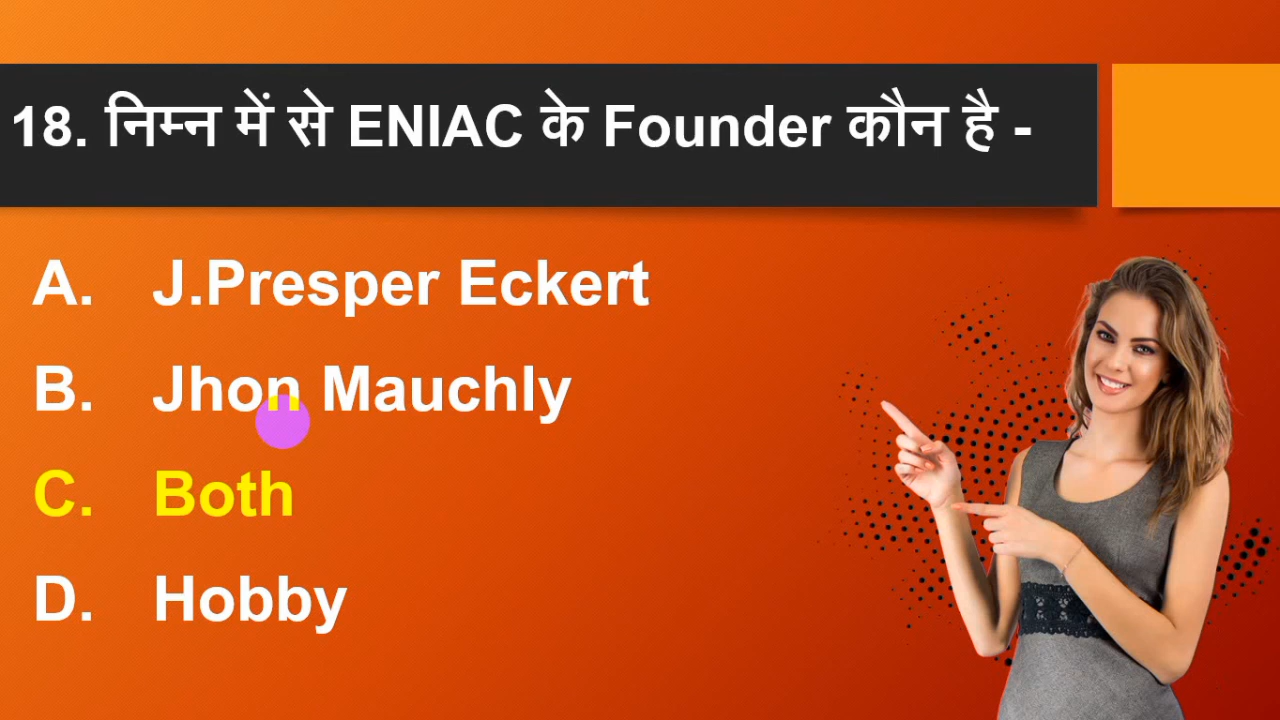 18. निम्न में से ENIAC के Founder कौन है -
A. J.Presper Eckert
B. Jhon Mauchly
C. Both
D. Hobby